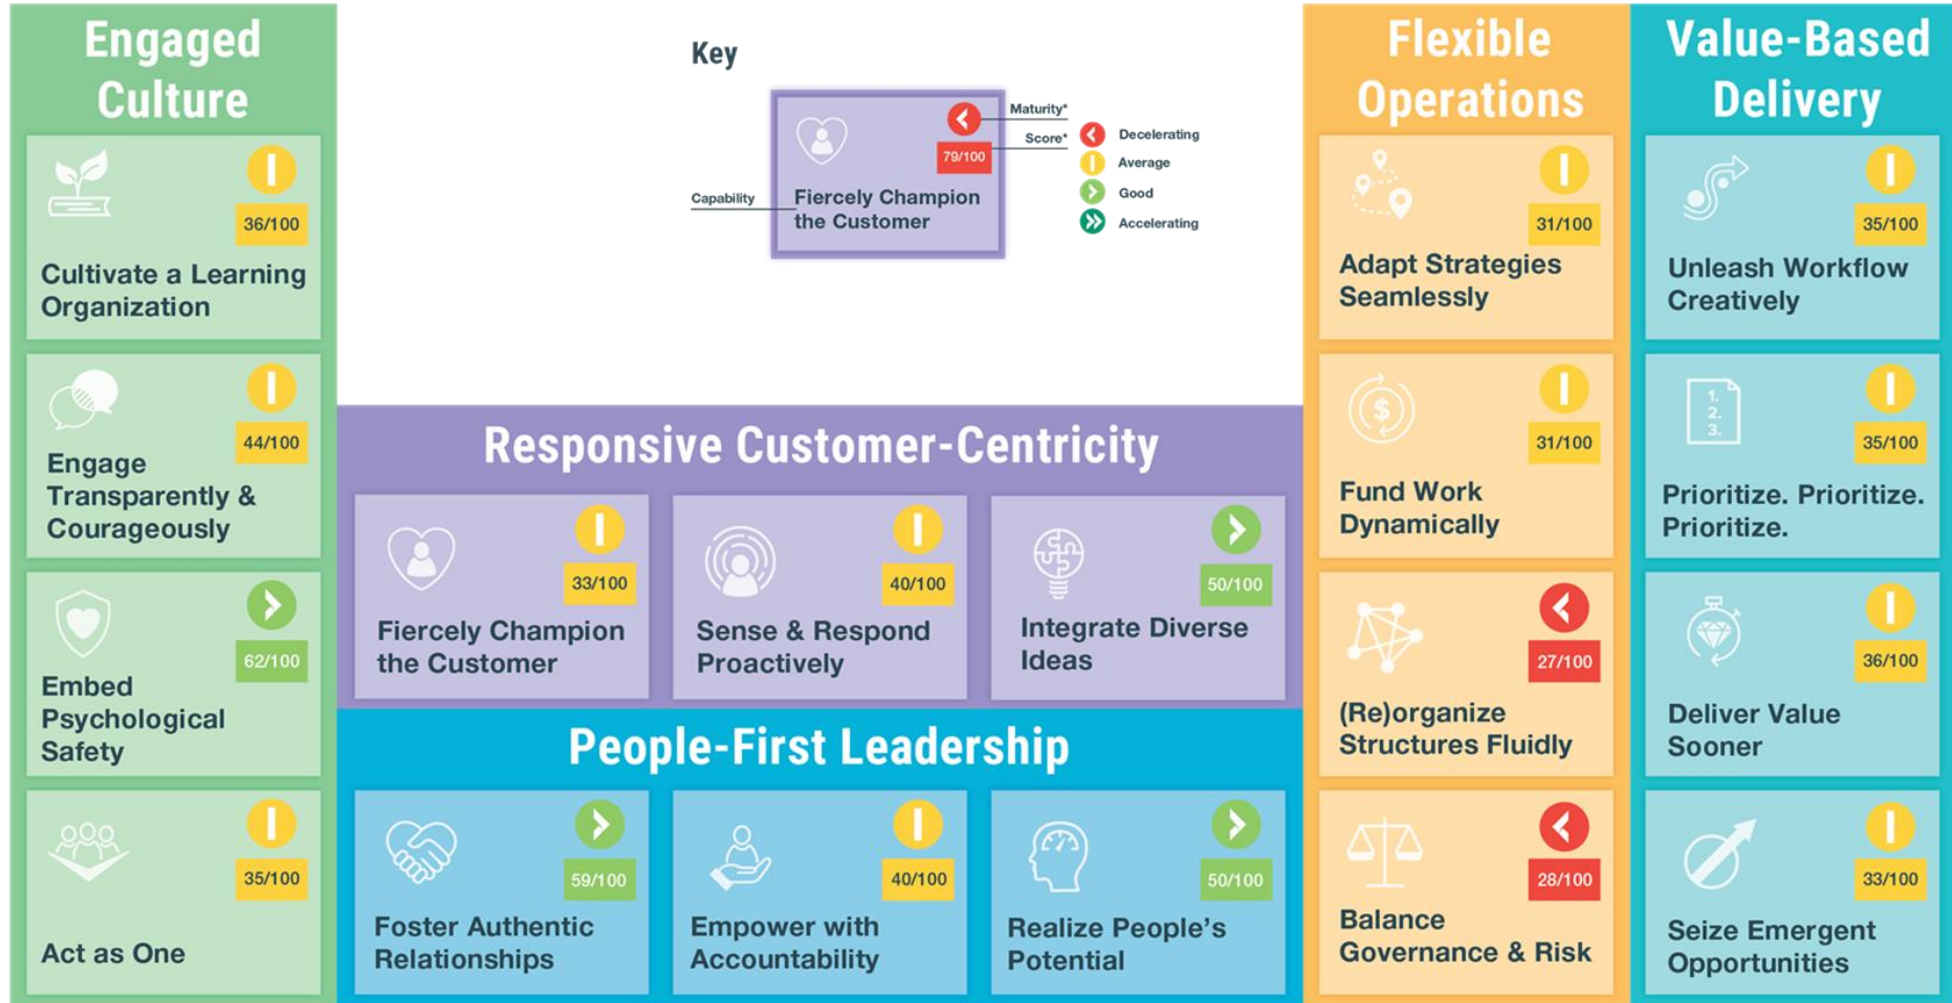 Engaged
Culture
36/100
Cultivate a Learning
Organization
44/100
Engage
Transparently &
Courageously
62/100
Embed
Psychological
Safety
35/100
Act as One
Key
Maturity*
Score*
79/100
Capability
Fiercely Champion
the Customer
Decelerating
Average
Good
Accelerating
Responsive Customer-Centricity
33/100
Fiercely Champion
the Customer
40/100
Sense & Respond
Proactively
50/100
Integrate Diverse
Ideas
People-First Leadership
59/100
Foster Authentic
Relationships
40/100
Empower with
Accountability
50/100
Realize People's
Potential
Flexible
Operations
31/100
Adapt Strategies
Seamlessly
$
31/100
Fund Work
Dynamically
27/100
(Re)organize
Structures Fluidly
28/100
Balance
Governance & Risk
Value-Based
Delivery
35/100
Unleash Workflow
Creatively
1.
2.
3.
35/100
Prioritize. Prioritize.
Prioritize.
36/100
Deliver Value
Sooner
33/100
Seize Emergent
Opportunities